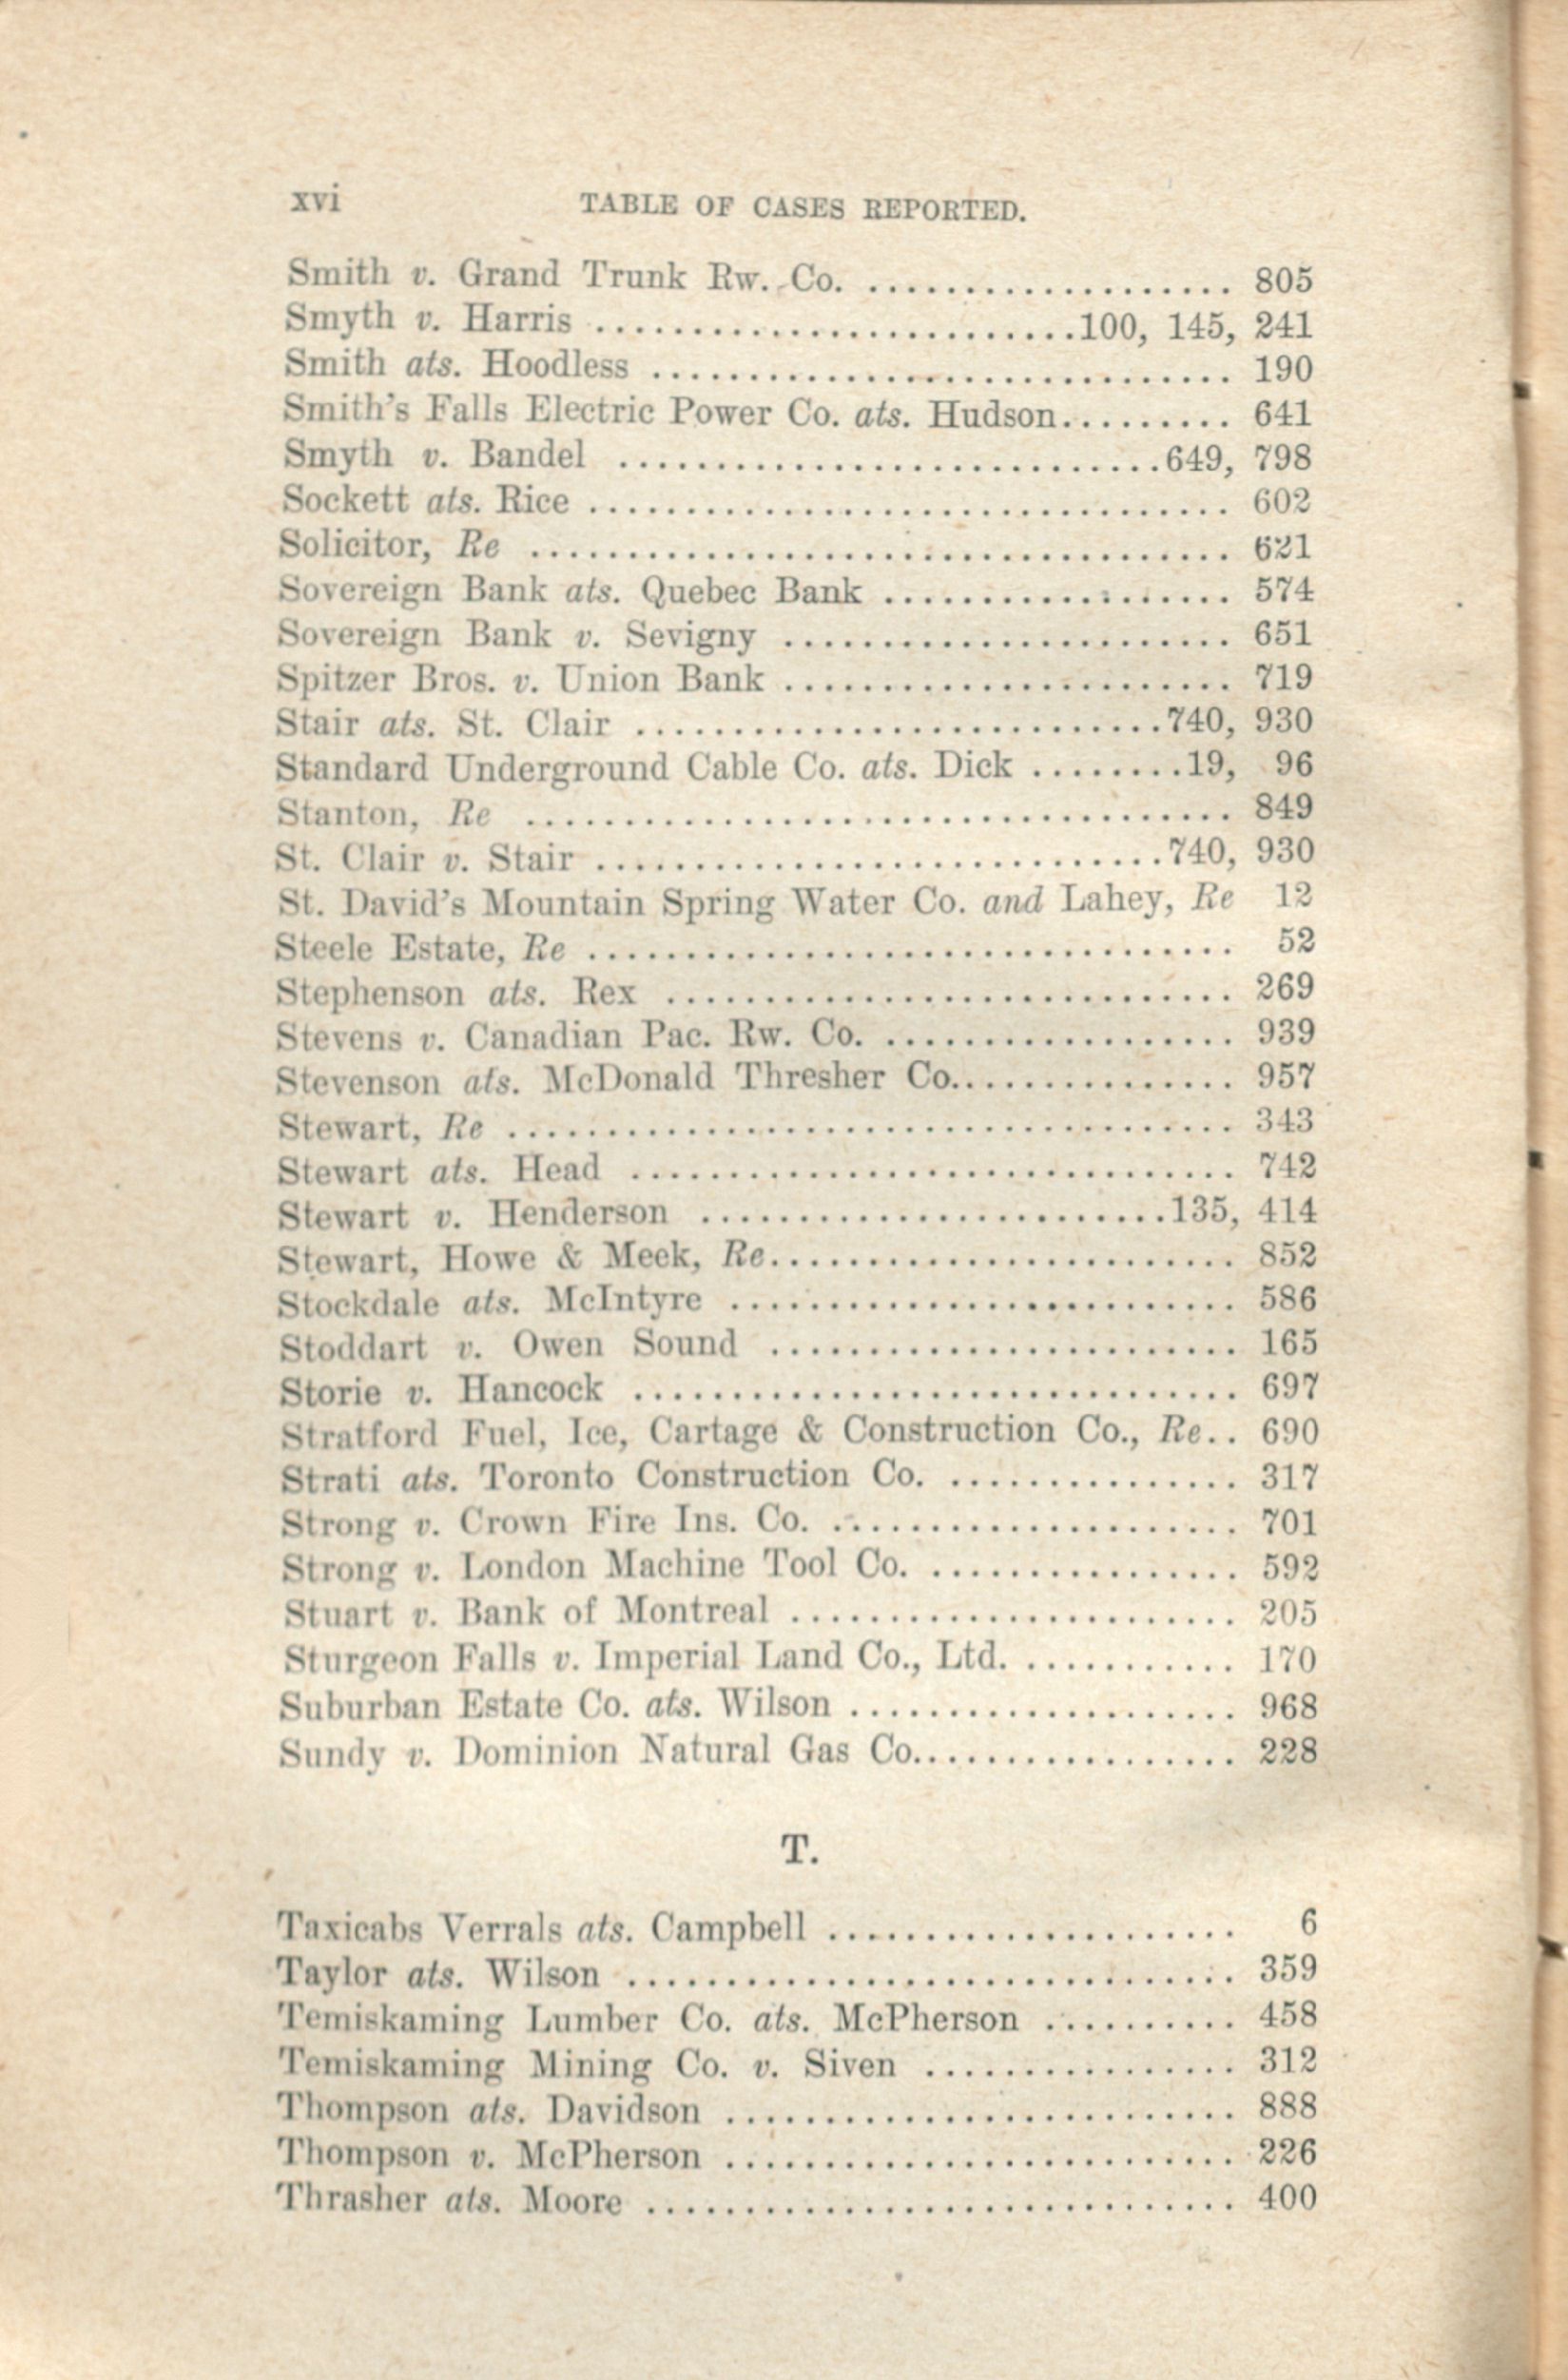 xvi TABLE OF CASES REPORTED.
Smith v. Grand Trunk Rw. Co. .................. 805
Smyth v. Harris ........................100, 145, 241
Smith ats. Hoodless ............................. 190
Smith's Falls Electric Power Co. ats. Hudson......... 641
Smyth v. Bandel ...........................649, 798
Sockett ats. Rice ................................ 602
Solicitor, Re ................................... 621
Sovereign Bank ats. Quebec Bank .................. 574
Sovereign Bank v. Sevigny ....................... 651
Spitzer Bros. v. Union Bank ....................... 719
Stair ats. St. Clair ...........................740, 930
Standard Underground Cable Co. ats. Dick ........19, 96
Stanton, Re .................................... 849
St. Clair v. Stair .............................740, 930
St. David's Mountain Spring Water Co. and Lahey, Re 12
Steele Estate, Re ................................ 52
Stephenson ats. Rex ............................. 269
Stevens v. Canadian Pac. Rw. Co. .................. 939
Stevenson ats. McDonald Thresher Co............... 957
Stewart, Re ..................................... 343
Stewart ats. Head ............................... 742
Stewart v. Henderson ........................135, 414
Stewart, Howe & Meek, Re........................ 852
Stockdale ats. McIntyre .......................... 586
Stoddart v. Owen Sound ........................ 165
Storie v. Hancock ............................... 697
Stratford Fuel, Ice, Cartage & Construction Co., Re.. 690
Strati ats. Toronto Construction Co. ............... 317
Strong v. Crown Fire Ins. Co. ..................... 701
Strong v. London Machine Tool Co. ................ 592
Stuart v. Bank of Montreal ....................... 205
Sturgeon Falls v. Imperial Land Co., Ltd. ........... 170
Suburban Estate Co. ats. Wilson .................... 968
Sundy v. Dominion Natural Gas Co................. 228
T.
Taxicabs Verrals ats. Campbell ..................... 6
Taylor ats. Wilson ............................... 359
Temiskaming Lumber Co. ats. McPherson .......... 458
Temiskaming Mining Co. v. Siven ................ 312
Thompson ats. Davidson .......................... 888
Thompson v. McPherson .......................... 226
Thrasher ats. Moore .............................. 400